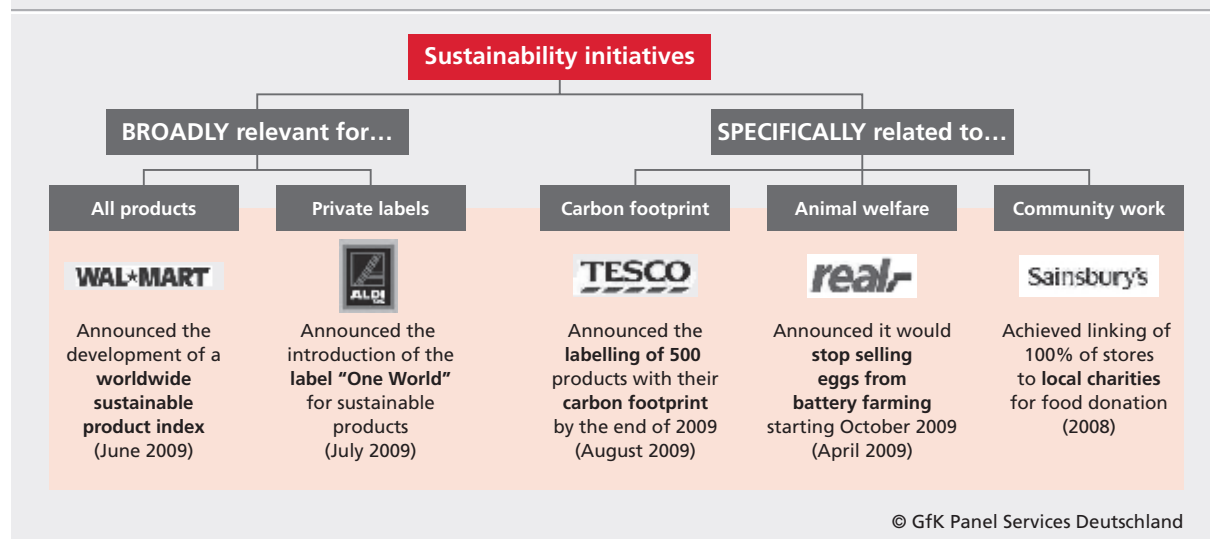 Sustainability initiatives
BROADLY relevant for…
SPECIFICALLY related to…
All products
Private labels
Carbon footprint
Animal welfare
Community work
WAL★MART
Announced the
development of a
worldwide
sustainable
product index
(June 2009)
ALDI
Announced the
introduction of the
label “One World”
for sustainable
products
(July 2009)
TESCO
Announced the
labelling of 500
products with their
carbon footprint
by the end of 2009
(August 2009)
real,-
Announced it would
stop selling
eggs from
battery farming
starting October 2009
(April 2009)
Sainsbury's
Achieved linking of
100% of stores
to local charities
for food donation
(2008)
© GfK Panel Services Deutschland